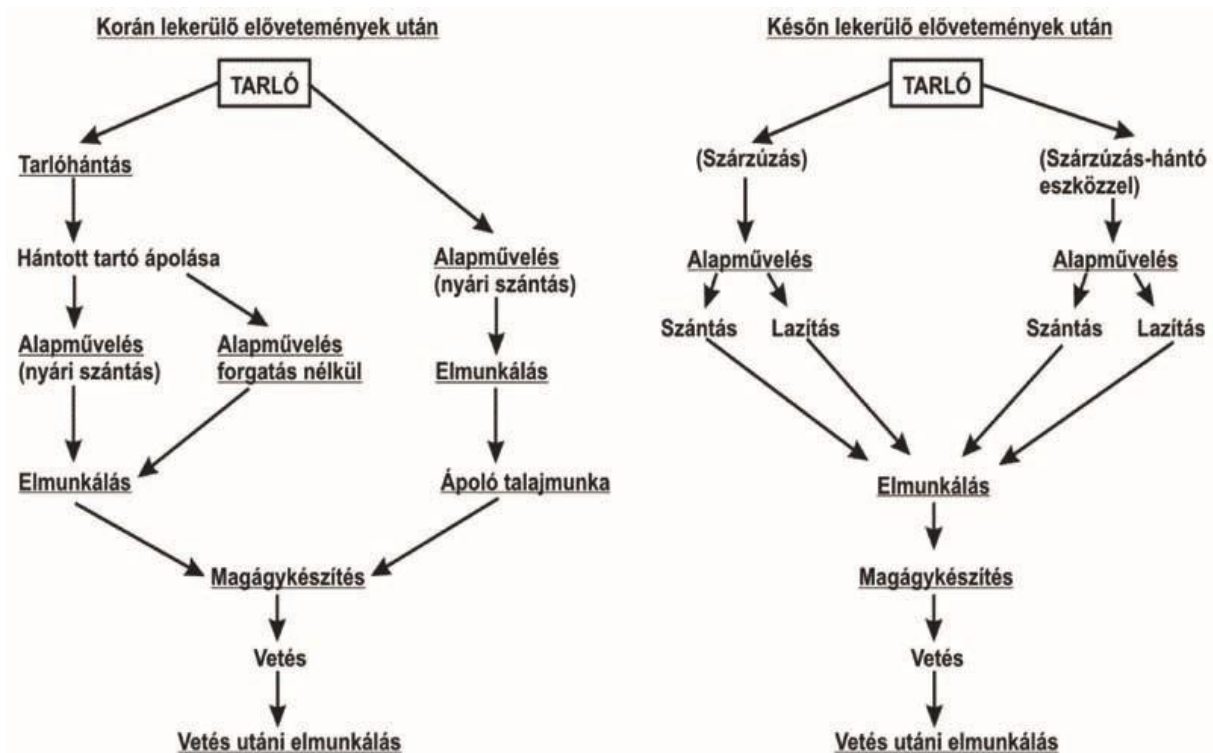 Korán lekerülő elővetemények után
TARLÓ
Tarlóhántás
Hántott tartó ápolása
Alapművelés
(nyári szántás)
Alapművelés
forgatás nélkül
Elmunkálás
Alapművelés
(nyári szántás)
Elmunkálás
Ápoló talajmunka
Magágykészítés
Vetés
Vetés utáni elmunkálás
Későn lekerülő elővetemények után
TARLÓ
(Szárzúzás)
Alapművelés
Szántás
Lazítás
(Szárzúzás-hántó
eszközzel)
Alapművelés
Szántás
Lazítás
Elmunkálás
Magágykészítés
Vetés
Vetés utáni elmunkálás